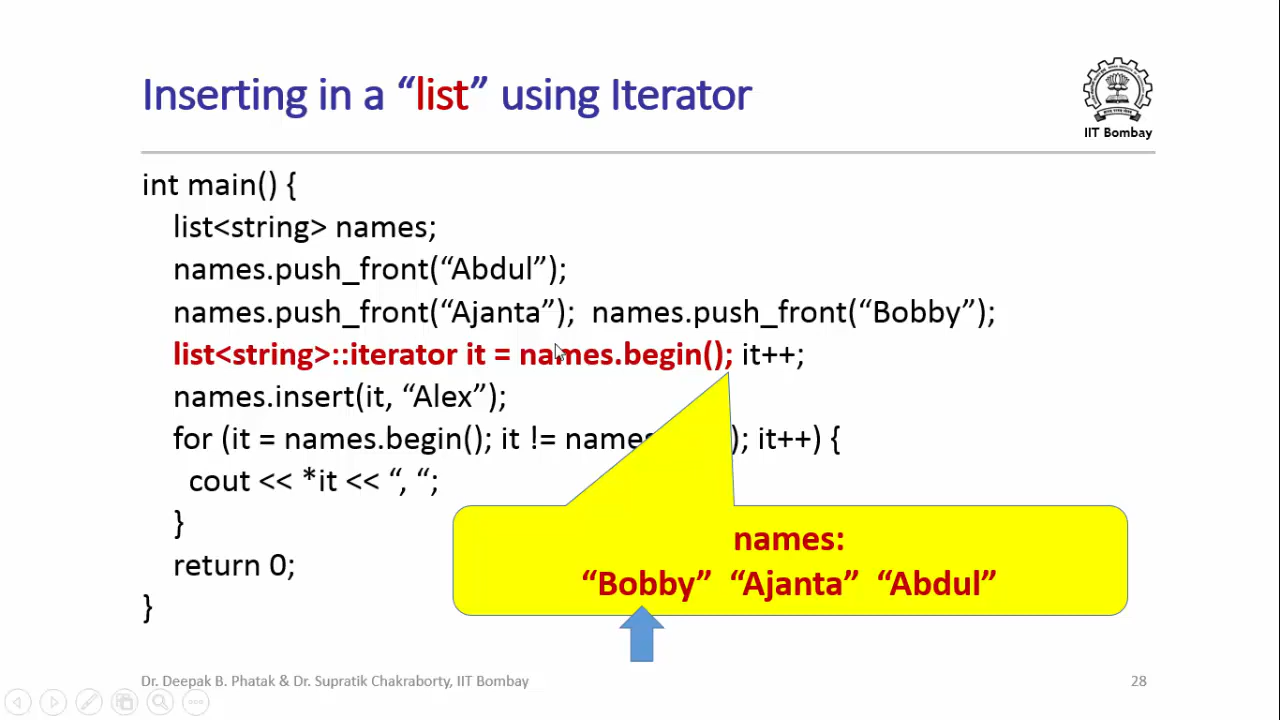 Inserting in a “list” using Iterator
IIT Bombay
int main() {
list<string> names;
names.push_front(“Abdul”);
names.push_front(“Ajanta”); names.push_front(“Bobby”);
list<string>::iterator it = names.begin(); it++;
names.insert(it, “Alex”);
for (it = names.begin(); it != name ); it++) {
cout << *it << “, “;
}
return 0;
}
names:
“Bobby” “Ajanta” “Abdul”
Dr. Deepak B. Phatak & Dr. Supratik Chakraborty, IIT Bombay
28